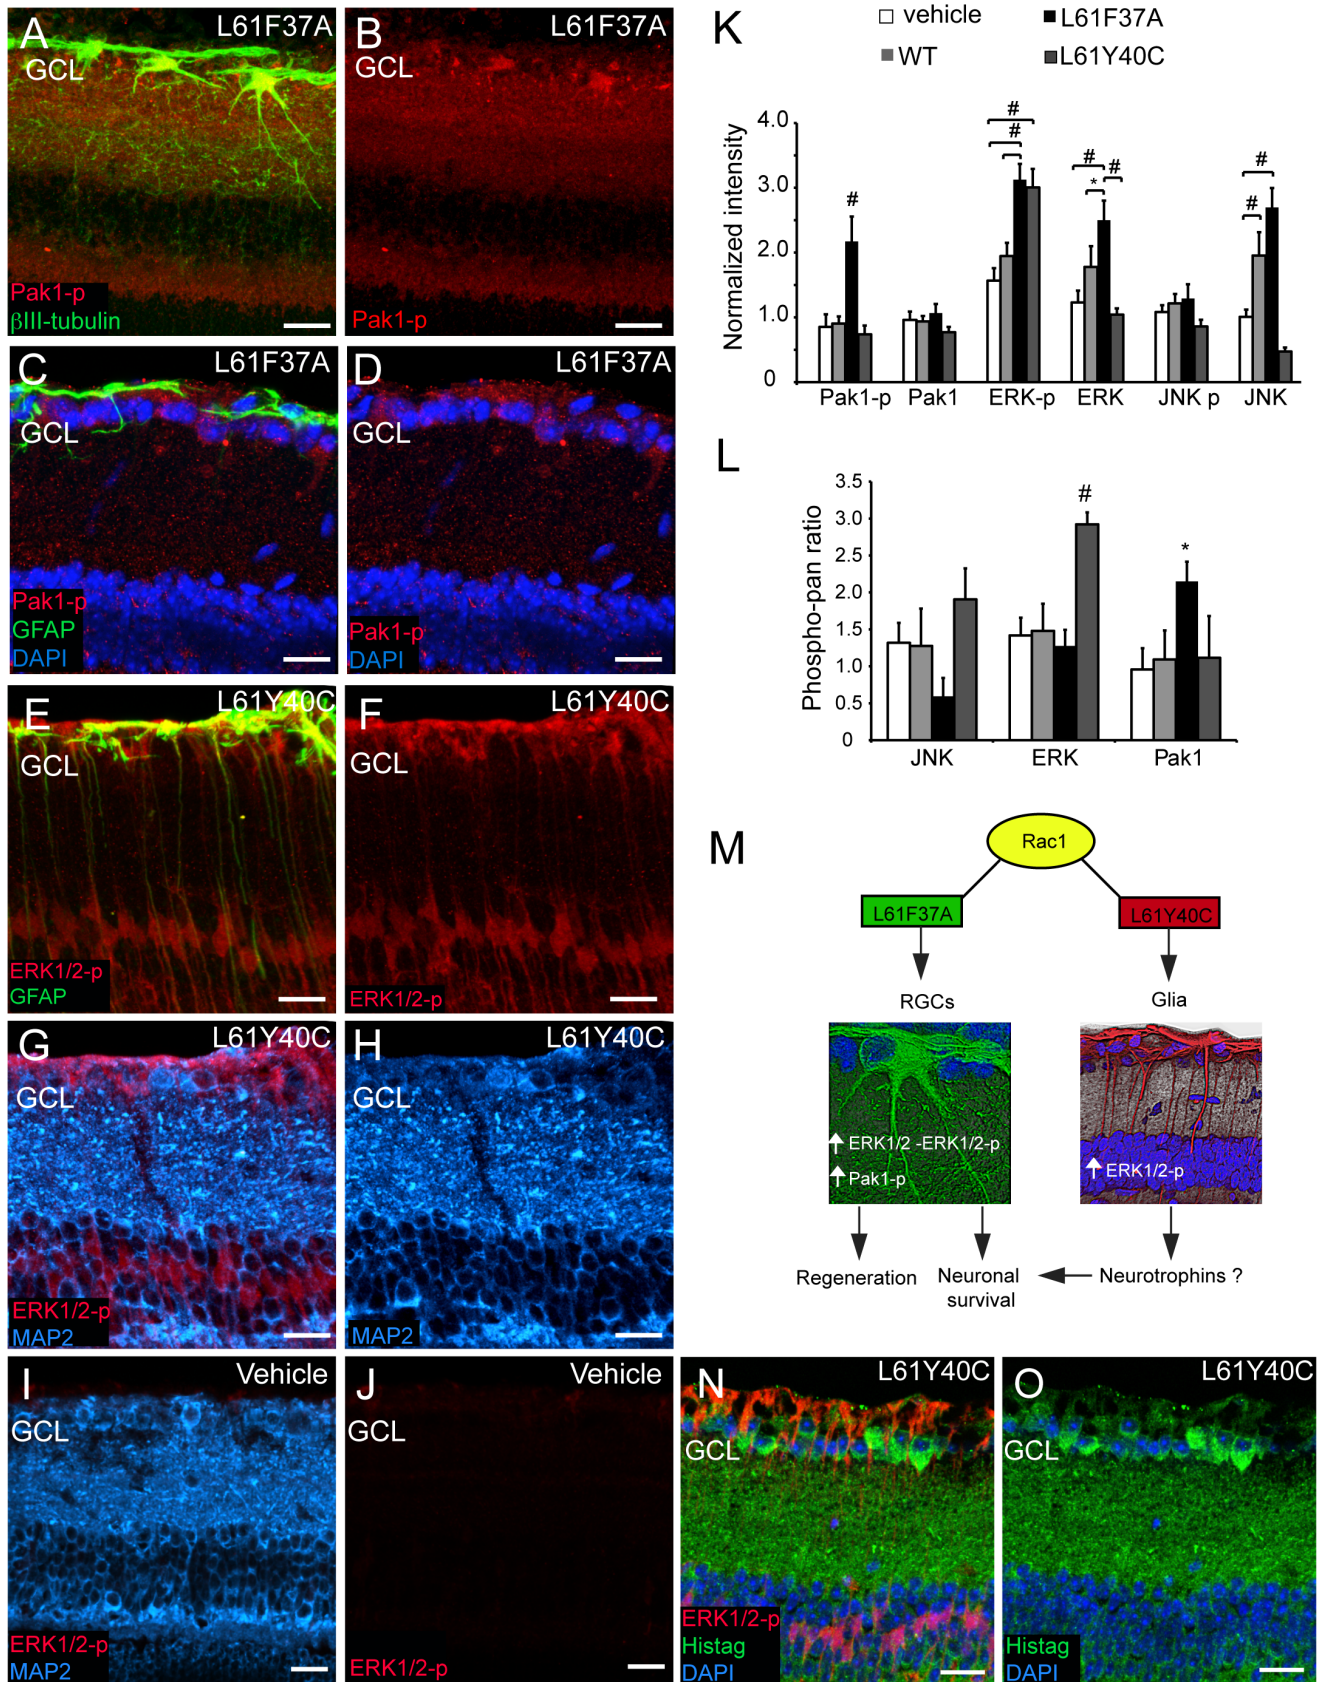 A
L61F37A
GCL
Pak1-p
βIII-tubulin
B
L61F37A
GCL
Pak1-p
C
L61F37A
GCL
Pak1-p
GFAP
DAPI
D
L61F37A
GCL
Pak1-p
DAPI
E
L61Y40C
GCL
ERK1/2-p
GFAP
F
L61Y40C
GCL
ERK1/2-p
G
L61Y40C
GCL
ERK1/2-p
MAP2
H
L61Y40C
GCL
MAP2
I
Vehicle
GCL
ERK1/2-p
MAP2
J
Vehicle
GCL
ERK1/2-p
K
vehicle
L61F37A
WT
L61Y40C
Normalized intensity
4.0
3.0
2.0
1.0
0
#
#
#
#
*
#
#
#
Pak1-p Pak1 ERK-p ERK JNK p JNK
L
Phospho-pan ratio
3.5
3.0
2.5
2.0
1.5
1.0
0.5
0
#
*
JNK ERK Pak1
M
Rac1
L61F37A
L61Y40C
RGCs
Glia
ERK1/2 -ERK1/2-p
Pak1-p
ERK1/2-p
Regeneration
Neuronal
survival
Neurotrophins ?
N
L61Y40C
GCL
ERK1/2-p
Histag
DAPI
O
L61Y40C
GCL
Histag
DAPI